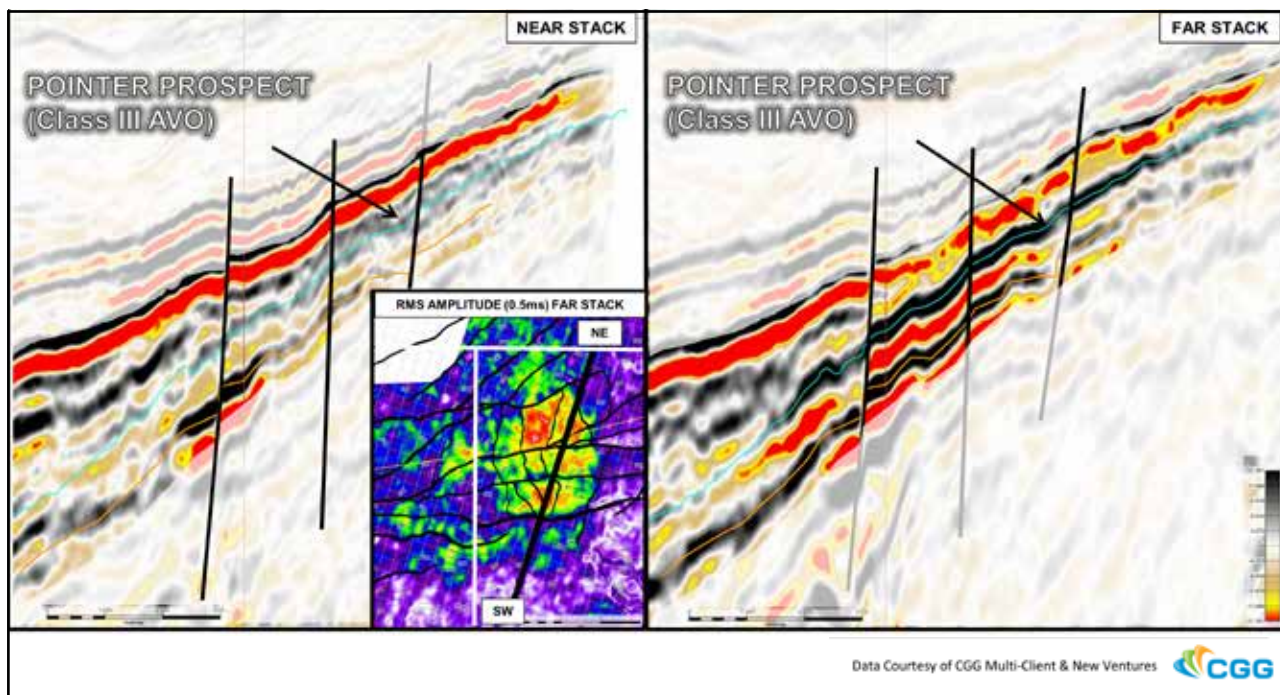 NEAR STACK
POINTER PROSPECT
(Class III AVO)
RMS AMPLITUDE (0.5ms) FAR STACK
NE
SW
FAR STACK
POINTER PROSPECT
(Class III AVO)
Data Courtesy of CGG Multi-Client & New Ventures
CGG